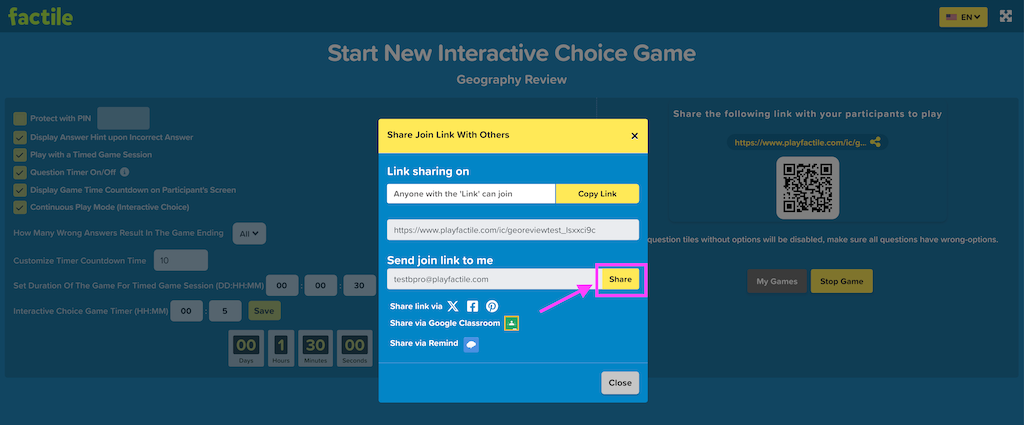 factile
EN
Start New Interactive Choice Game
Geography Review
Protect with PIN
Display Answer Hint upon Incorrect Answer
Play with a Timed Game Session
Question Timer On/Off i
Display Game Time Countdown on Participant's Screen
Continuous Play Mode (Interactive Choice)
How Many Wrong Answers Result In The Game Ending All
Customize Timer Countdown Time 10
Set Duration Of The Game For Timed Game Session (DD:HH:MM) 00 : 00 : 30
Interactive Choice Game Timer (HH:MM) 00 : 5 Save
00 1 30 00
Days Hours Minutes Seconds
Share Join Link With Others ×
Link sharing on
Anyone with the 'Link' can join Copy Link
https://www.playfactile.com/ic/georeviewtest_lsxxci9c
Send join link to me
testbpro@playfactile.com Share
Share link via
Share via Google Classroom
Share via Remind
Close
Share the following link with your participants to play
https://www.playfactile.com/ic/g...
question tiles without options will be disabled, make sure all questions have wrong-options.
My Games Stop Game